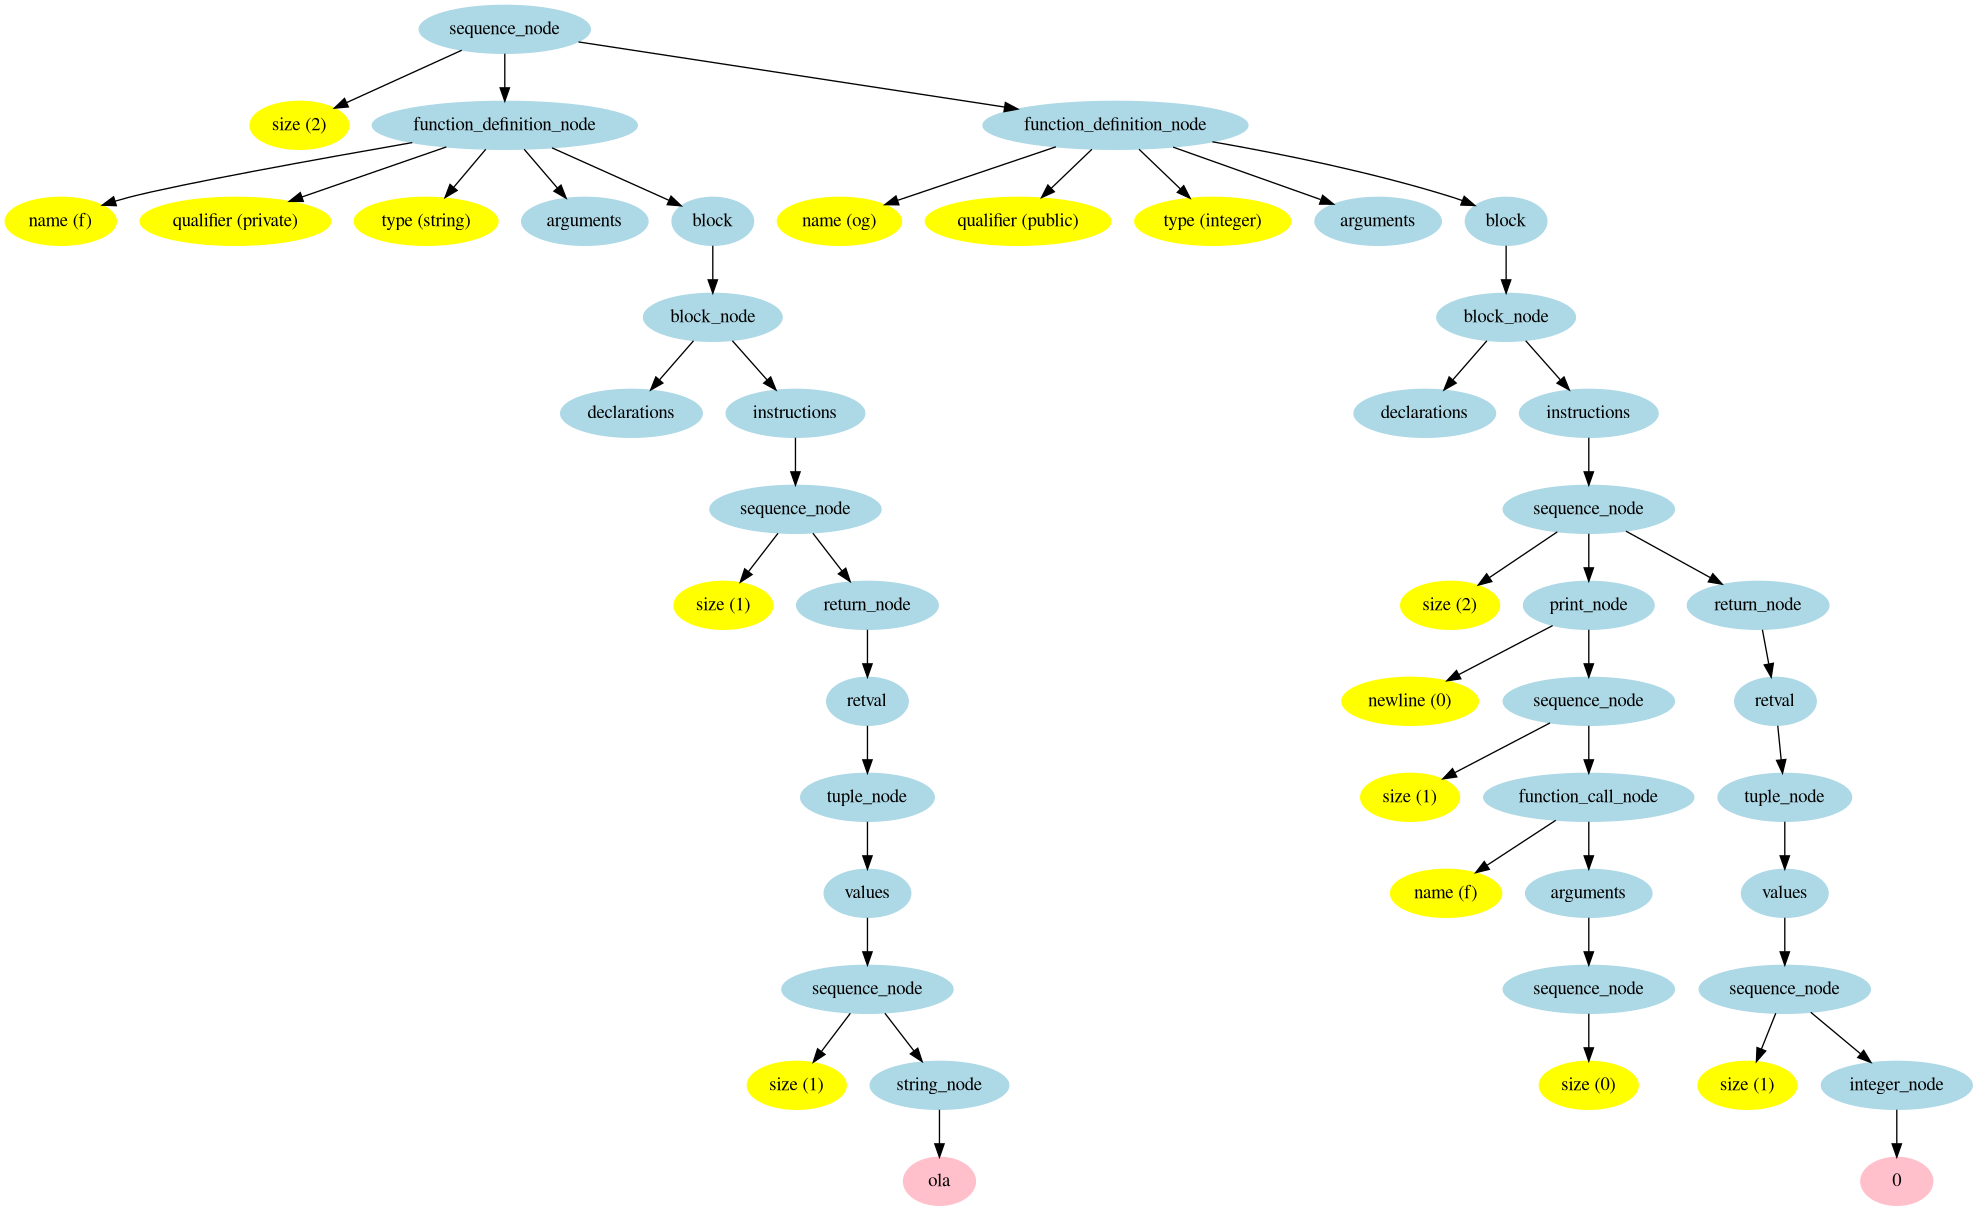 sequence_node
size (2)
function_definition_node
function_definition_node
name (f)
qualifier (private)
type (string)
arguments
block
name (og)
qualifier (public)
type (integer)
arguments
block
block_node
block_node
declarations
instructions
declarations
instructions
sequence_node
sequence_node
size (1)
return_node
size (2)
print_node
return_node
retval
newline (0)
sequence_node
retval
tuple_node
size (1)
function_call_node
tuple_node
values
name (f)
arguments
values
sequence_node
sequence_node
sequence_node
size (1)
string_node
size (0)
size (1)
integer_node
ola
0